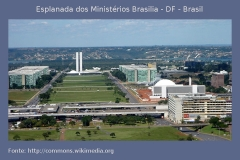 Esplanada dos Ministérios Brasília - DF - Brasil
Fonte: http://commons.wikimedia.org